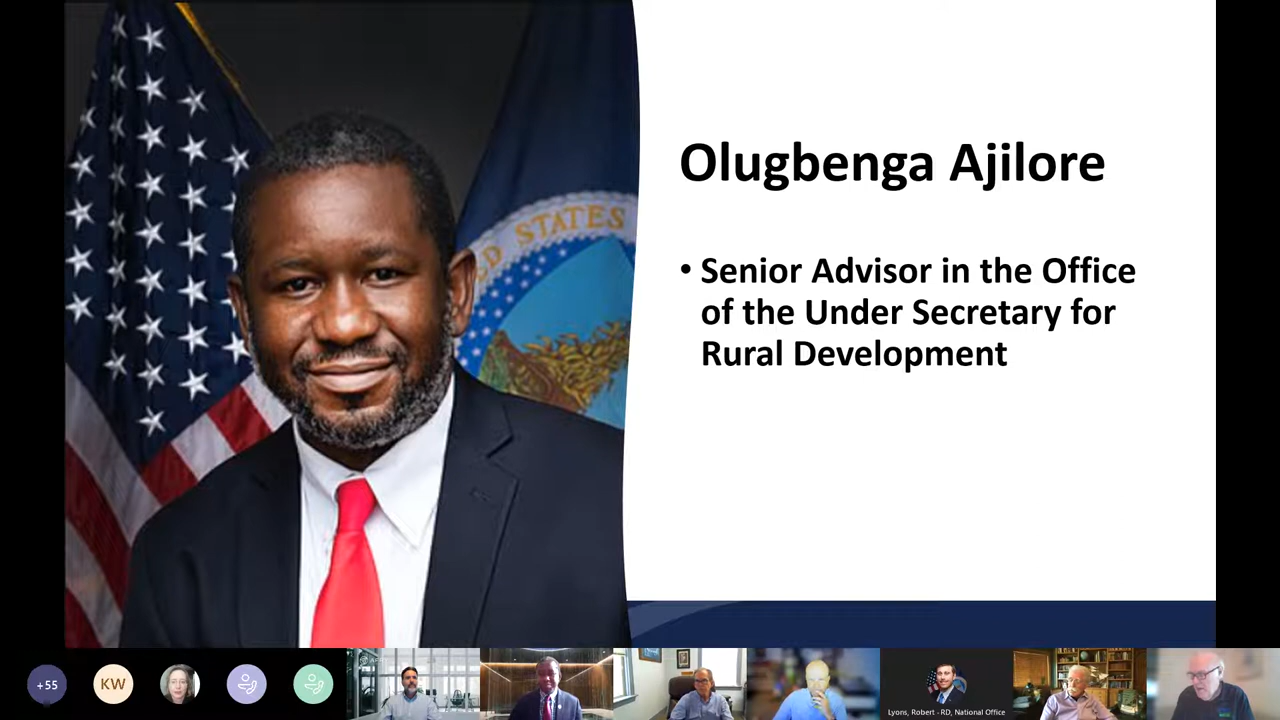 Olugbenga Ajilore
• Senior Advisor in the Office
of the Under Secretary for
Rural Development
STATES
+55
KW
Lyons, Robert - RD, National Office